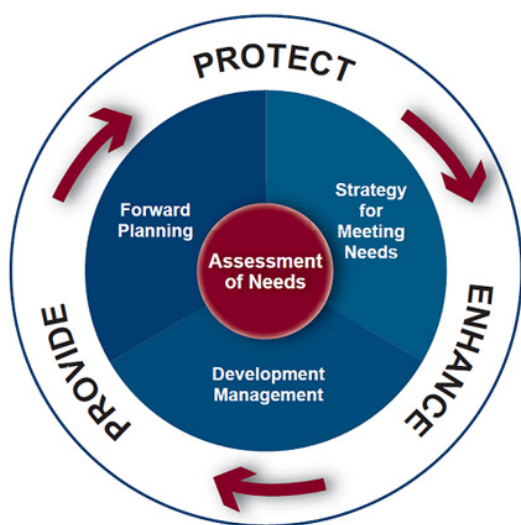 PROTECT
Forward
Planning
Strategy
for
Meeting
Needs
Assessment
of Needs
Development
Management
PROVIDE
ENHANCE